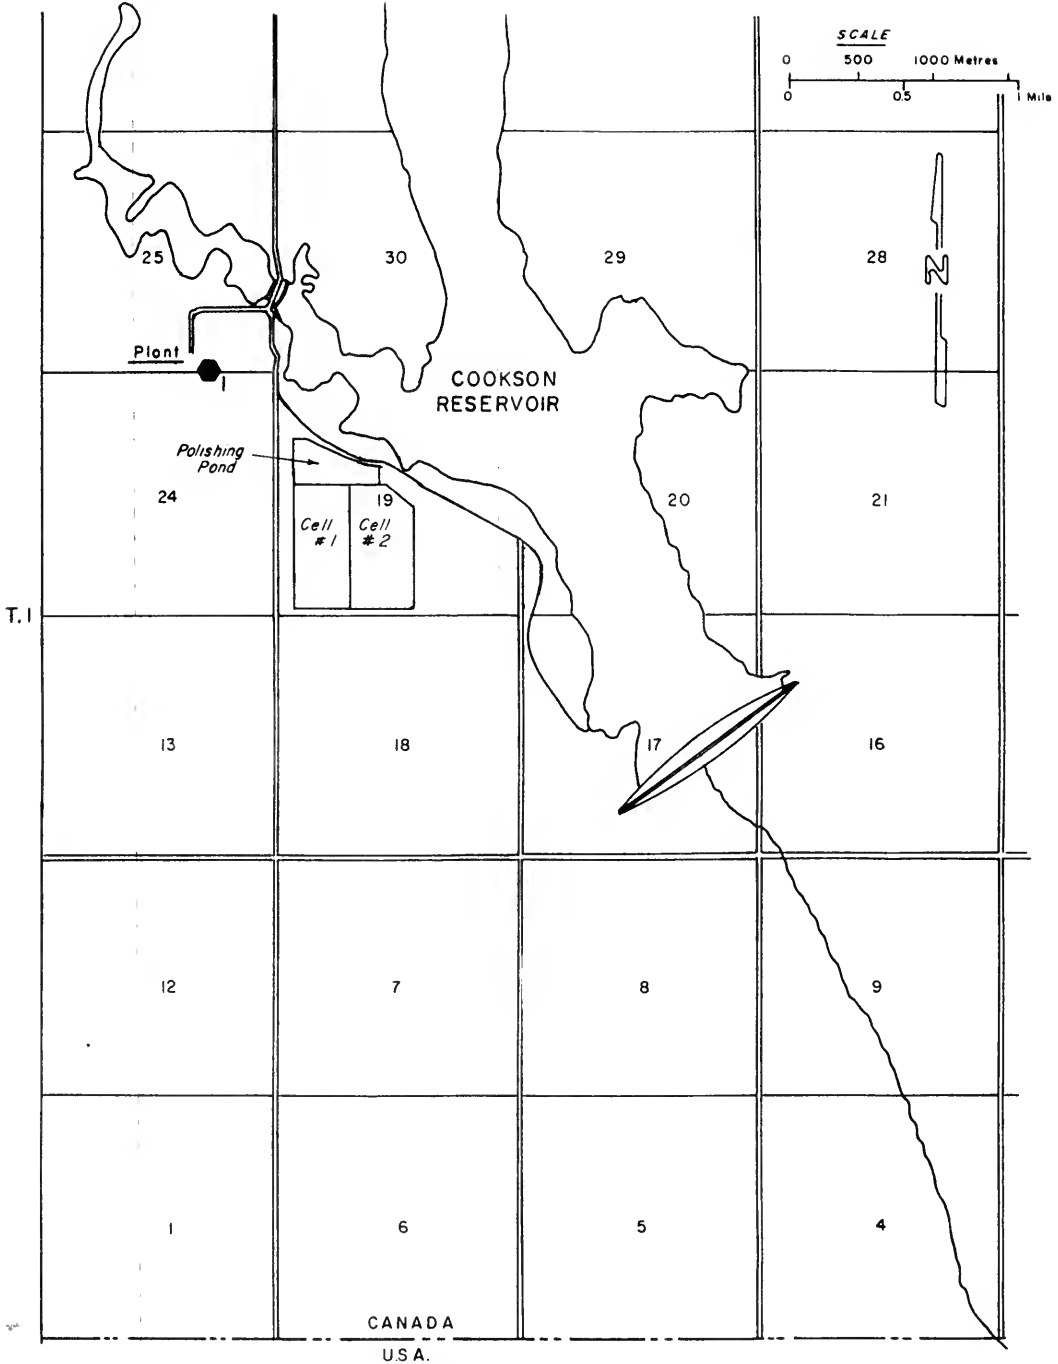 SCALE
0 500 1000 Metres
0 0.5 1 Mile
25 30 29 28
N
Plant
1
COOKSON
RESERVOIR
Polishing
Pond
24 19 20 21
Cell
#1
Cell
#2
T.1
13 18 17 16
12 7 8 9
1 6 5 4
CANADA
U.S.A.